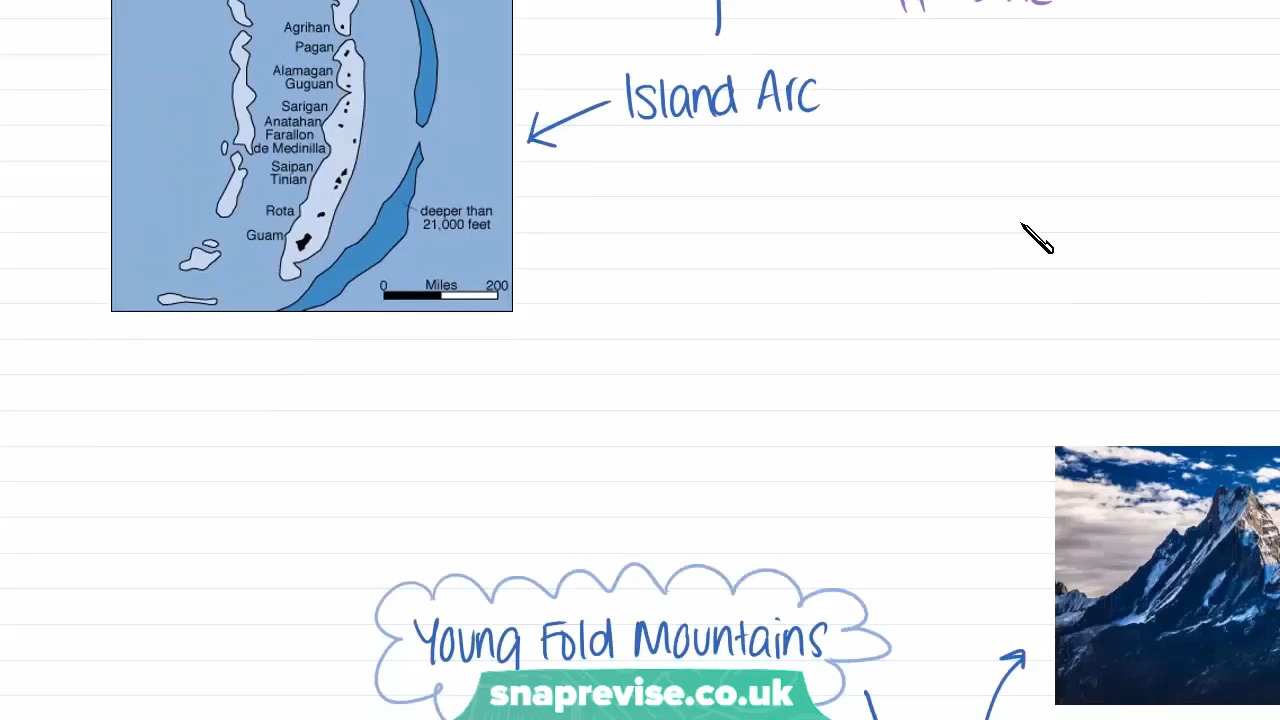 Agrihan
Pagan
Alamagan
Guguan
Sarigan
Anatahan
Farallon
de Medinilla
Saipan
Tinian
Rota
Guam
deeper than
21,000 feet
0 Miles 200
Island Arc
Young Fold Mountains
snaprevise.co.uk